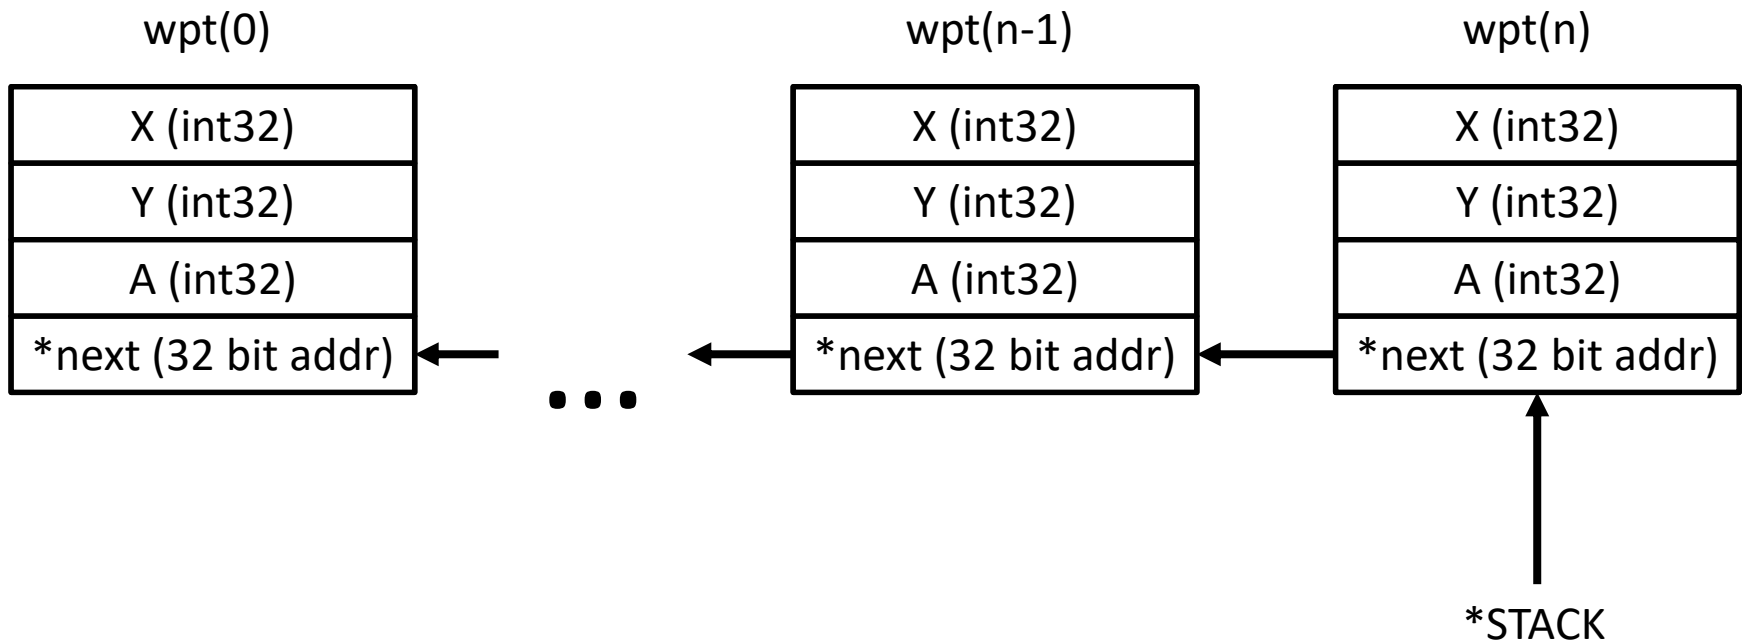 wpt(0)
X (int32)
Y (int32)
A (int32)
*next (32 bit addr)
...
wpt(n-1)
X (int32)
Y (int32)
A (int32)
*next (32 bit addr)
wpt(n)
X (int32)
Y (int32)
A (int32)
*next (32 bit addr)
*STACK